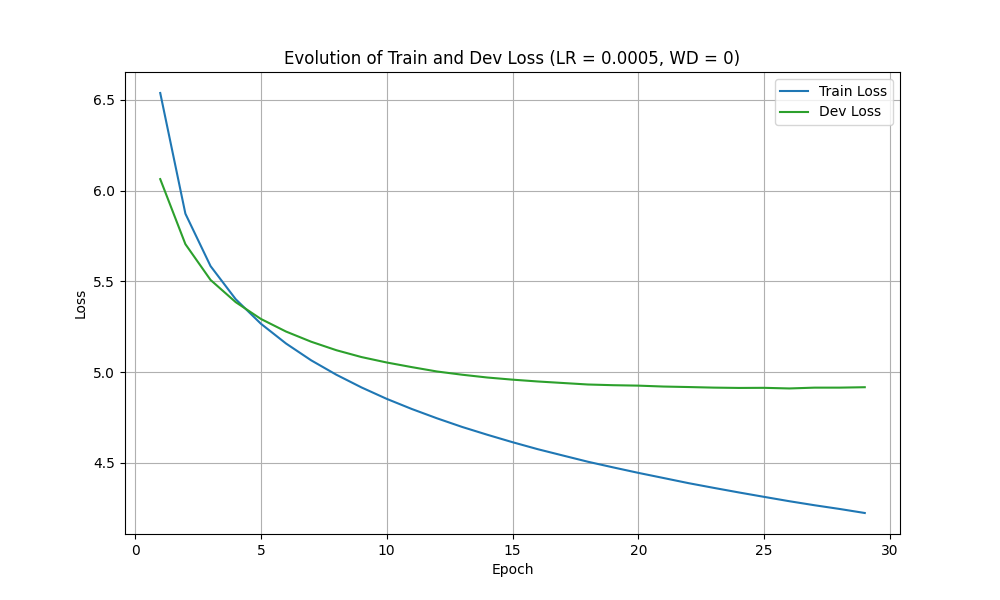 Evolution of Train and Dev Loss (LR = 0.0005, WD = 0)
Train Loss
Dev Loss
Loss
6.5
6.0
5.5
5.0
4.5
0 5 10 15 20 25 30
Epoch